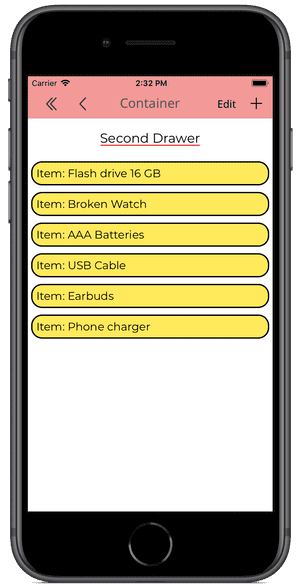 Carrier 2:32 PM
Container Edit
Second Drawer
Item: Flash drive 16 GB
Item: Broken Watch
Item: AAA Batteries
Item: USB Cable
Item: Earbuds
Item: Phone charger